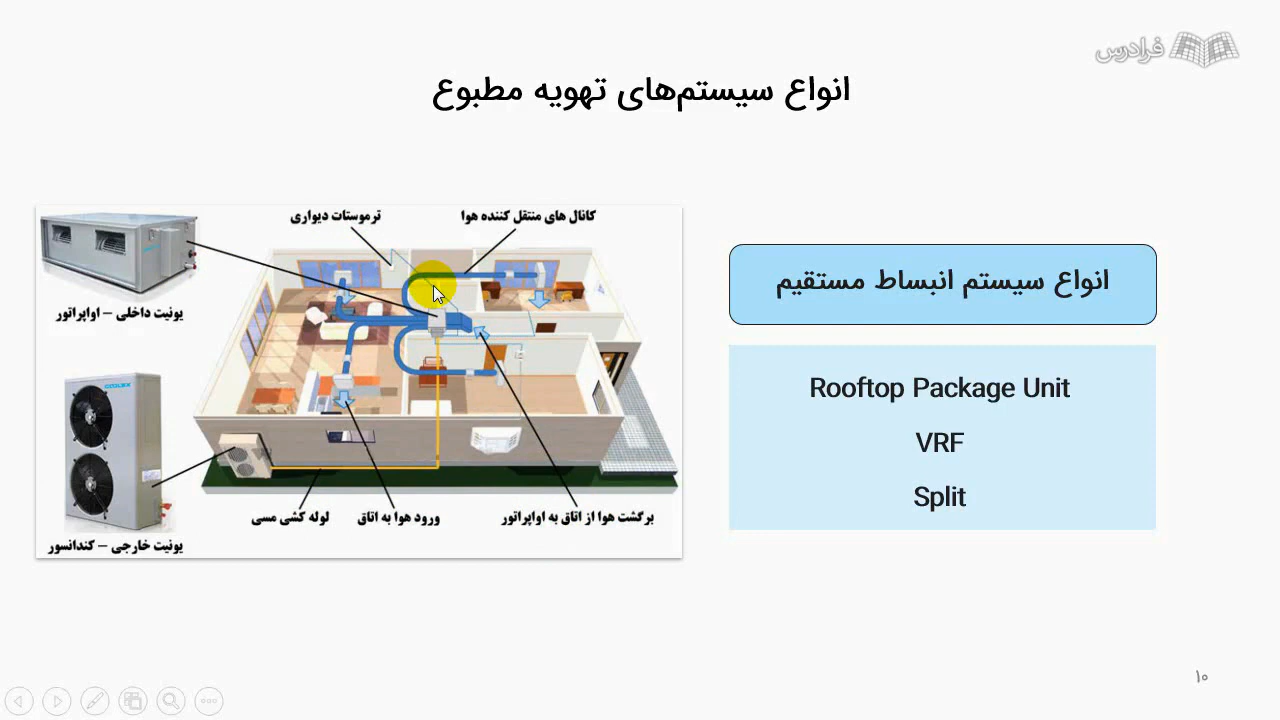 فرادرس
انواع سیستم‌های تهویه مطبوع
انواع سیستم انبساط مستقیم
Rooftop Package Unit
VRF
Split
کانال های منتقل کننده هوا
ترموستات دیواری
یونیت داخلی – اواپراتور
COOLEX
برگشت هوا از اتاق به اواپراتور
ورود هوا به اتاق
لوله کشی مسی
یونیت خارجی – کندانسور
۱۰